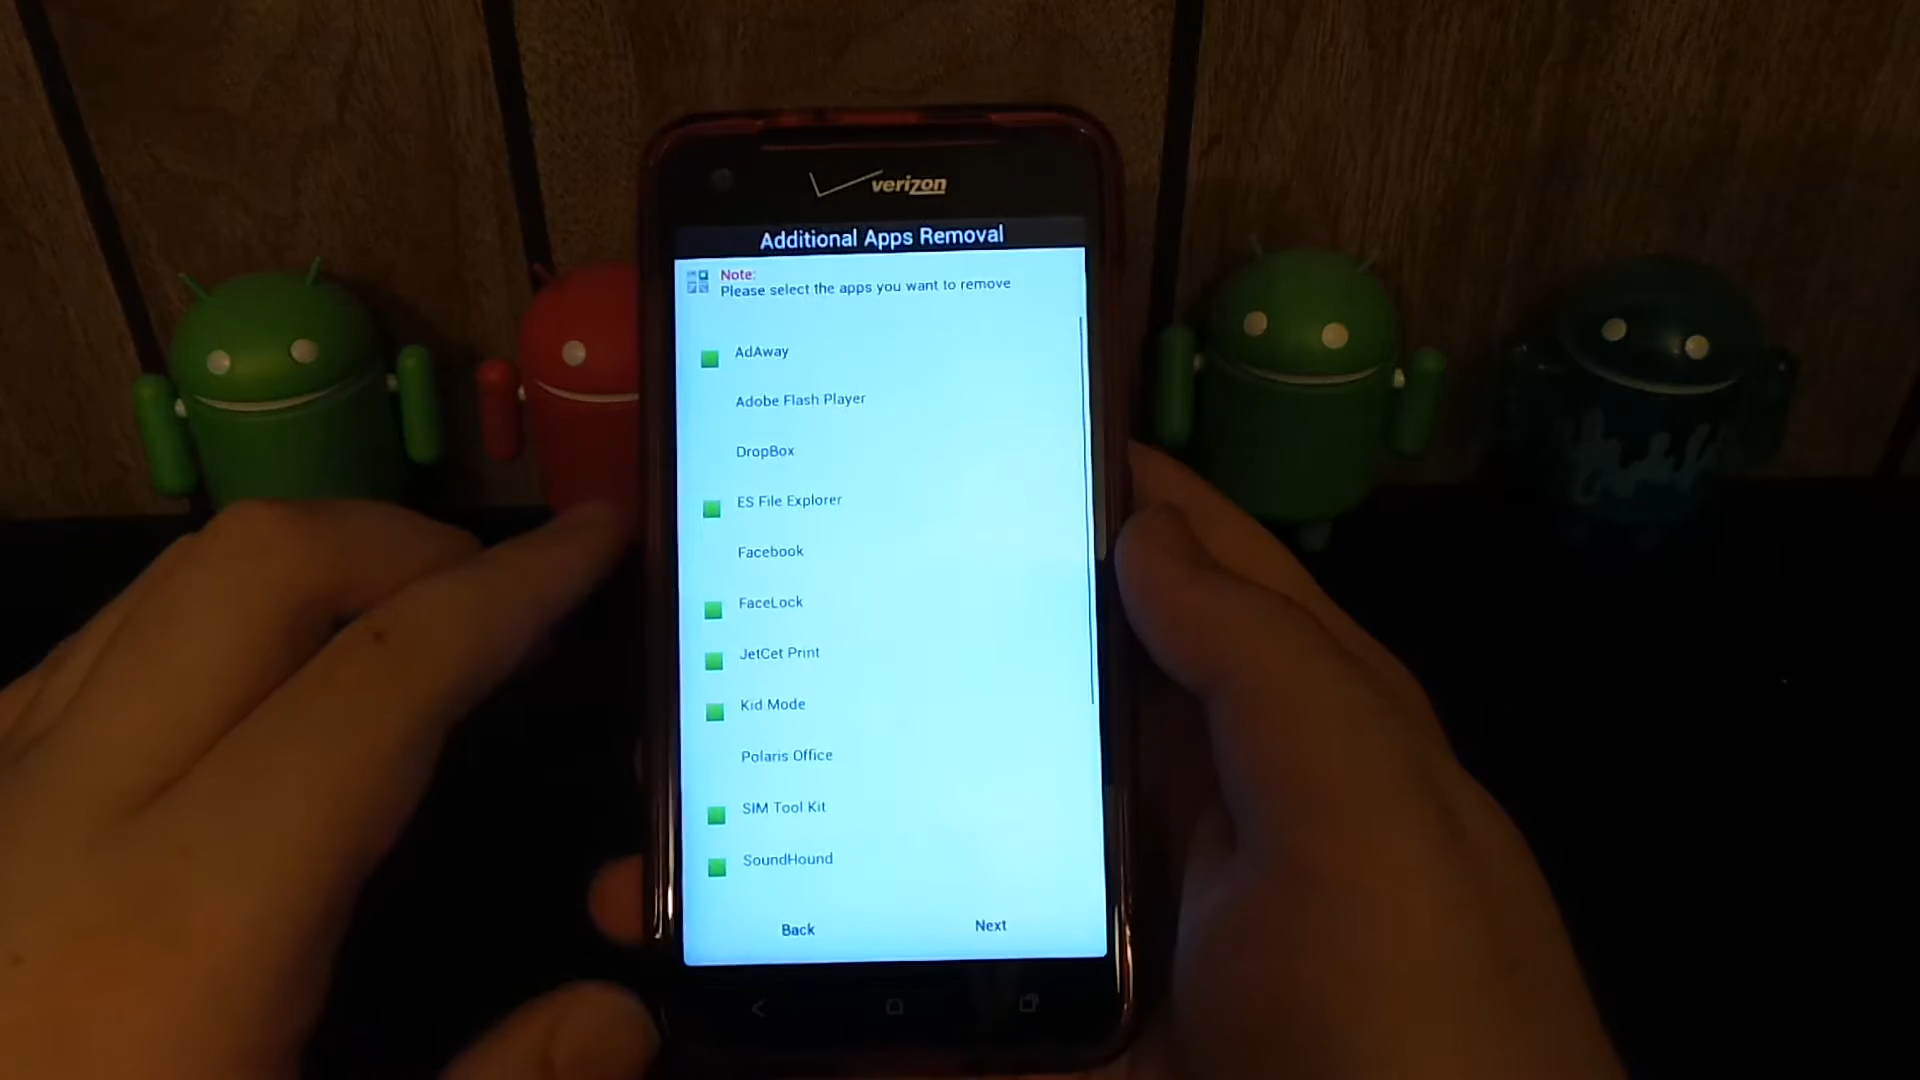 verizon
Additional Apps Removal
Note:
Please select the apps you want to remove
AdAway
Adobe Flash Player
DropBox
ES File Explorer
Facebook
FaceLock
JetCet Print
Kid Mode
Polaris Office
SIM Tool Kit
SoundHound
Back
Next